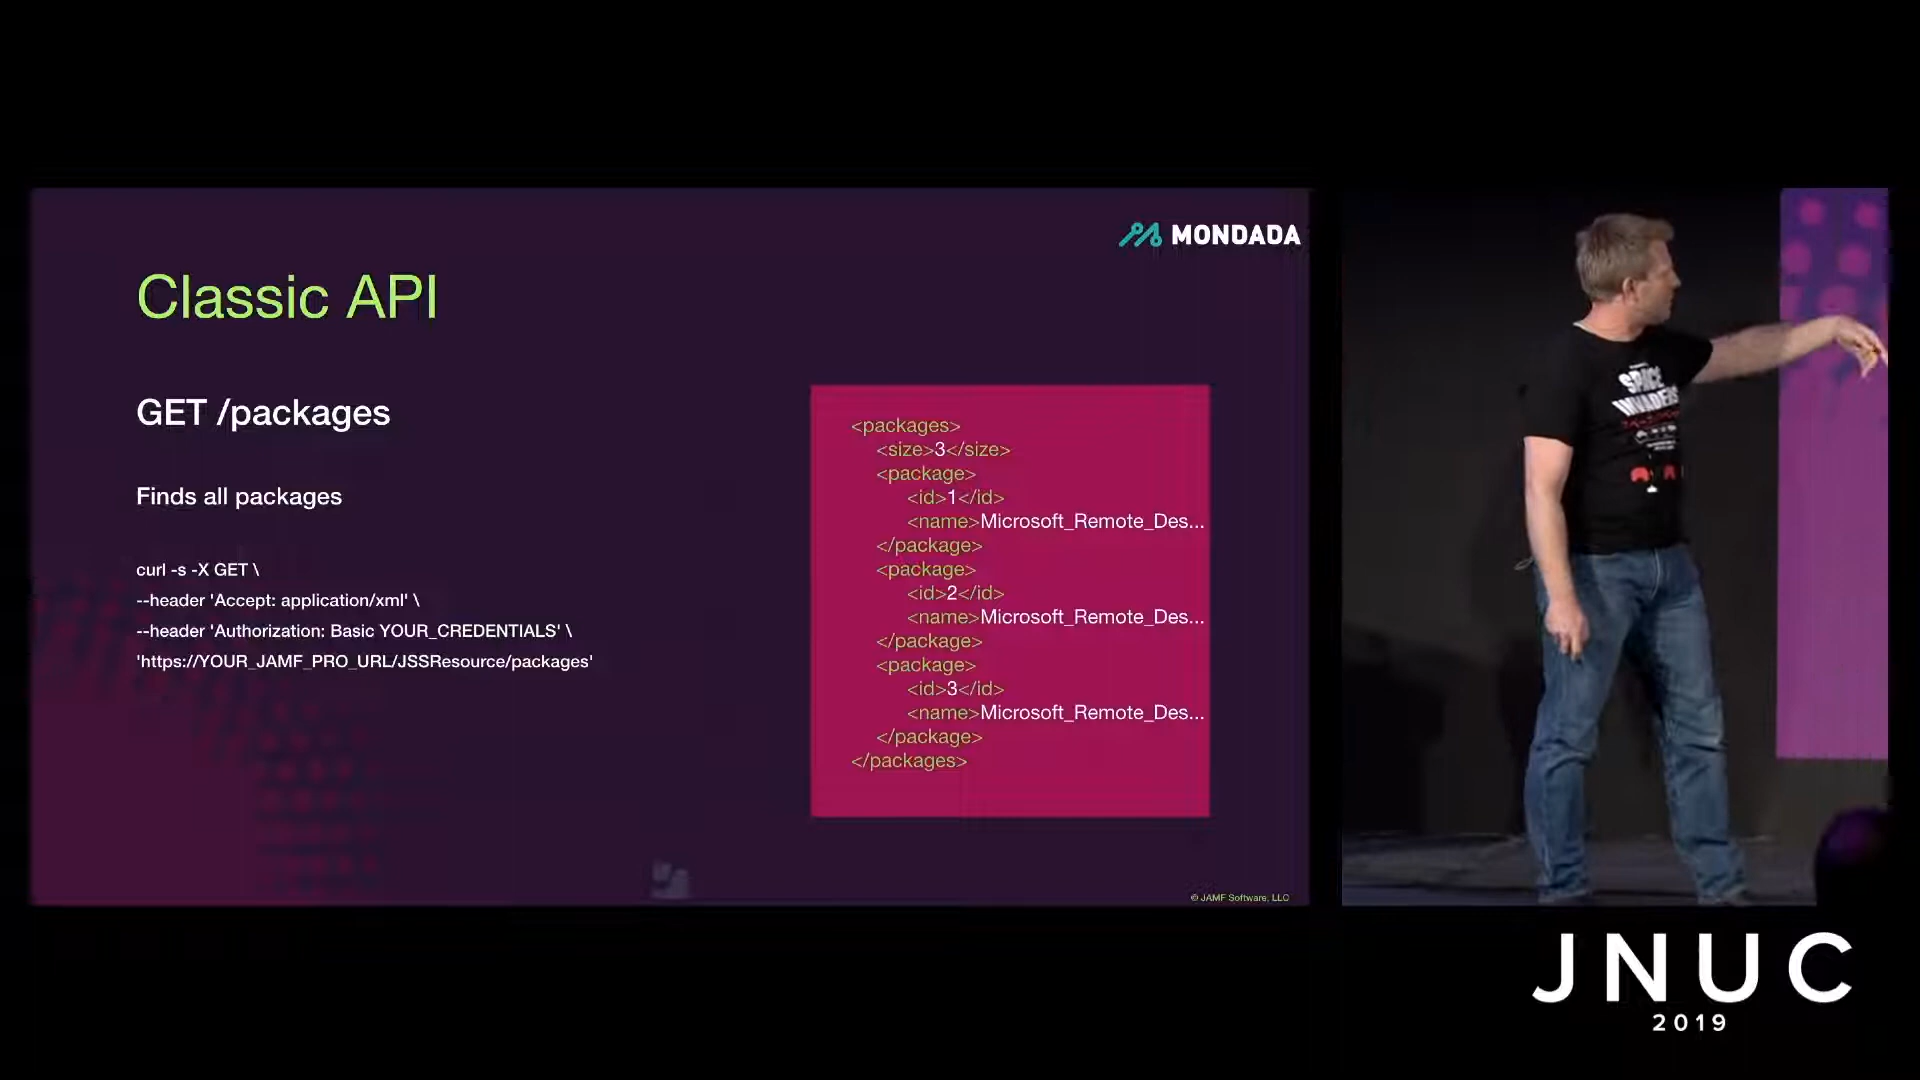 MONDADA
Classic API
GET /packages
Finds all packages
curl -s -X GET \
--header 'Accept: application/xml' \
--header 'Authorization: Basic YOUR_CREDENTIALS' \
'https://YOUR_JAMF_PRO_URL/JSSResource/packages'
<packages>
<size>3</size>
<package>
<id>1</id>
<name>Microsoft_Remote_Des...
</package>
<package>
<id>2</id>
<name>Microsoft_Remote_Des...
</package>
<package>
<id>3</id>
<name>Microsoft_Remote_Des...
</package>
</packages>
© JAMF Software, LLC
SPACE
INVADERS
JNUC
2019